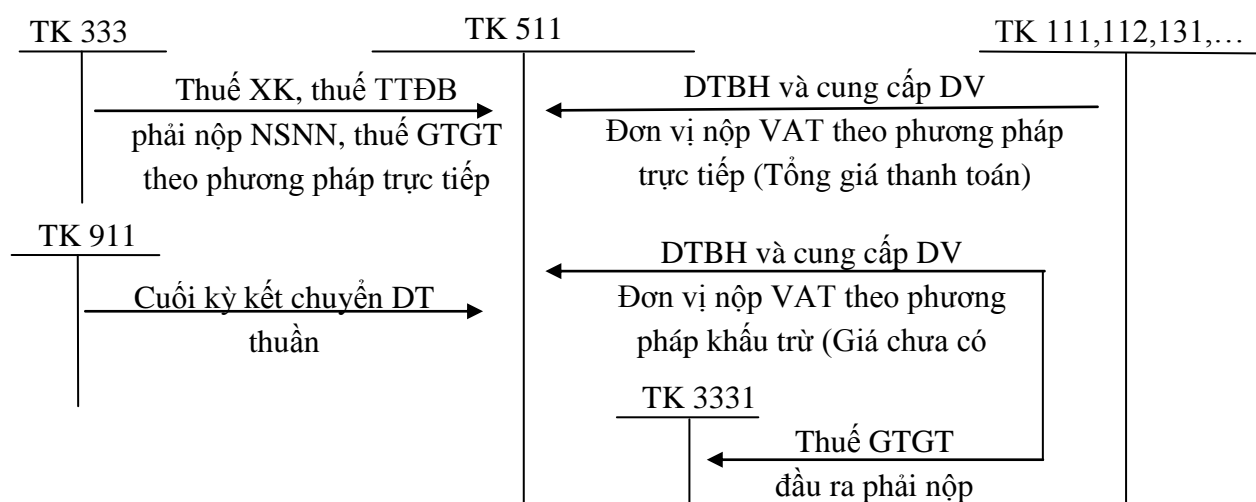 TK 333
TK 511
TK 111,112,131,…
Thuế XK, thuế TTĐB
phải nộp NSNN, thuế GTGT
theo phương pháp trực tiếp
DTBH và cung cấp DV
Đơn vị nộp VAT theo phương pháp
trực tiếp (Tổng giá thanh toán)
TK 911
Cuối kỳ kết chuyển DT
thuần
DTBH và cung cấp DV
Đơn vị nộp VAT theo phương
pháp khấu trừ (Giá chưa có
TK 3331
Thuế GTGT
đầu ra phải nộp